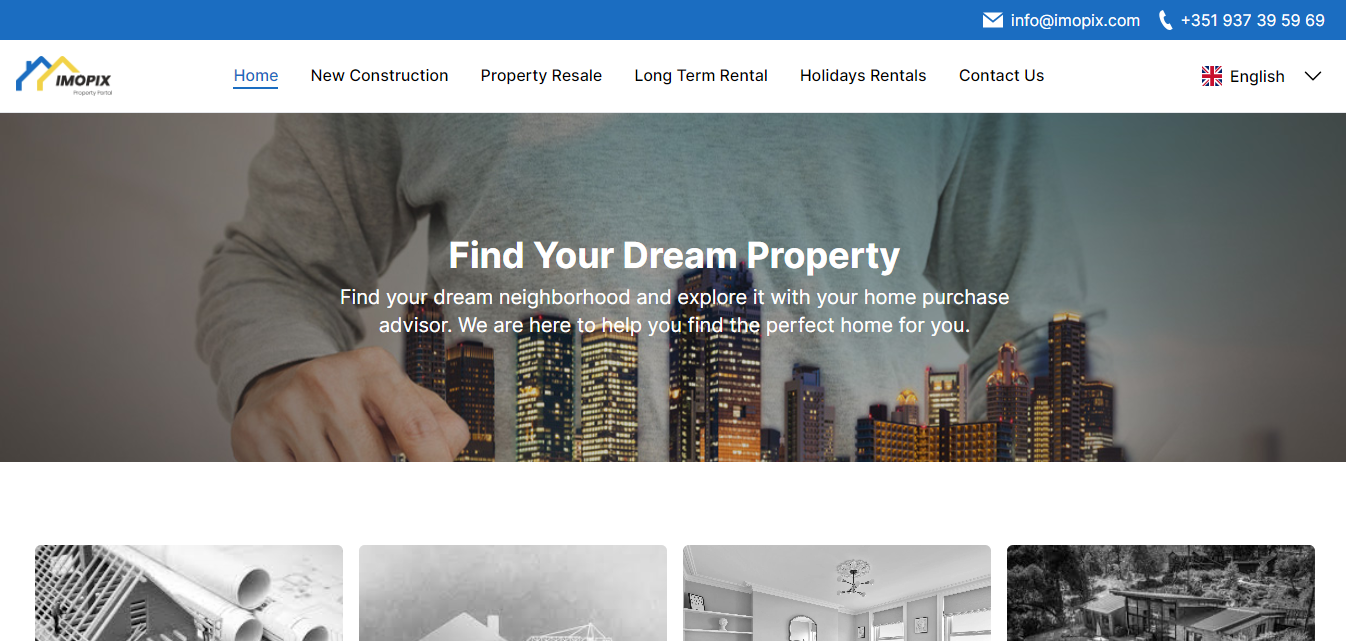 info@imopix.com +351 937 39 59 69
IMOPIX
Property Portal
Home New Construction Property Resale Long Term Rental Holidays Rentals Contact Us English
Find Your Dream Property
Find your dream neighborhood and explore it with your home purchase
advisor. We are here to help you find the perfect home for you.